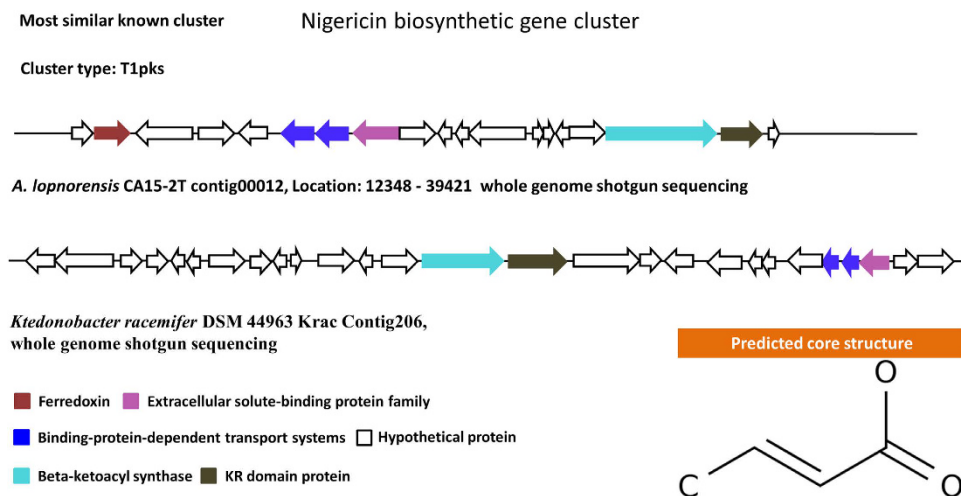 Most similar known cluster
Nigericin biosynthetic gene cluster
Cluster type: T1pks
A. lopnorensis CA15-2T contig00012, Location: 12348 - 39421 whole genome shotgun sequencing
Ktedonobacter racemifer DSM 44963 Krac Contig206,
whole genome shotgun sequencing
Predicted core structure
Ferredoxin
Extracellular solute-binding protein family
Binding-protein-dependent transport systems
Hypothetical protein
Beta-ketoacyl synthase
KR domain protein
O
C
O